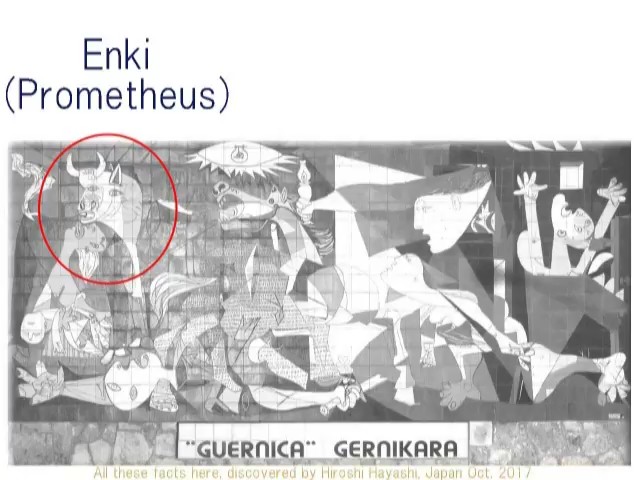 Enki
(Prometheus)
"GUERNICA" GERNIKARA
All these facts here, discovered by Hiroshi Hayashi, Japan Oct. 2017